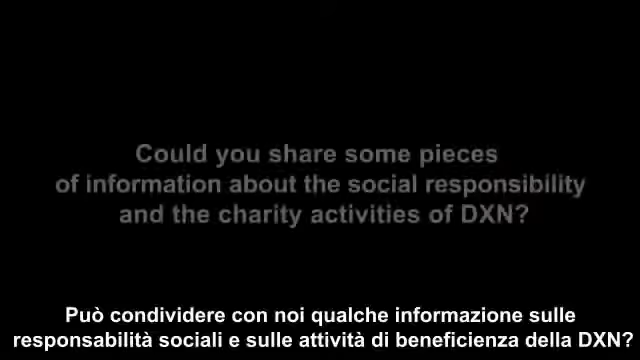 Could you share some pieces
of information about the social responsibility
and the charity activities of DXN?
Può condividere con noi qualche informazione sulle
responsabilità sociali e sulle attività di beneficienza della DXN?